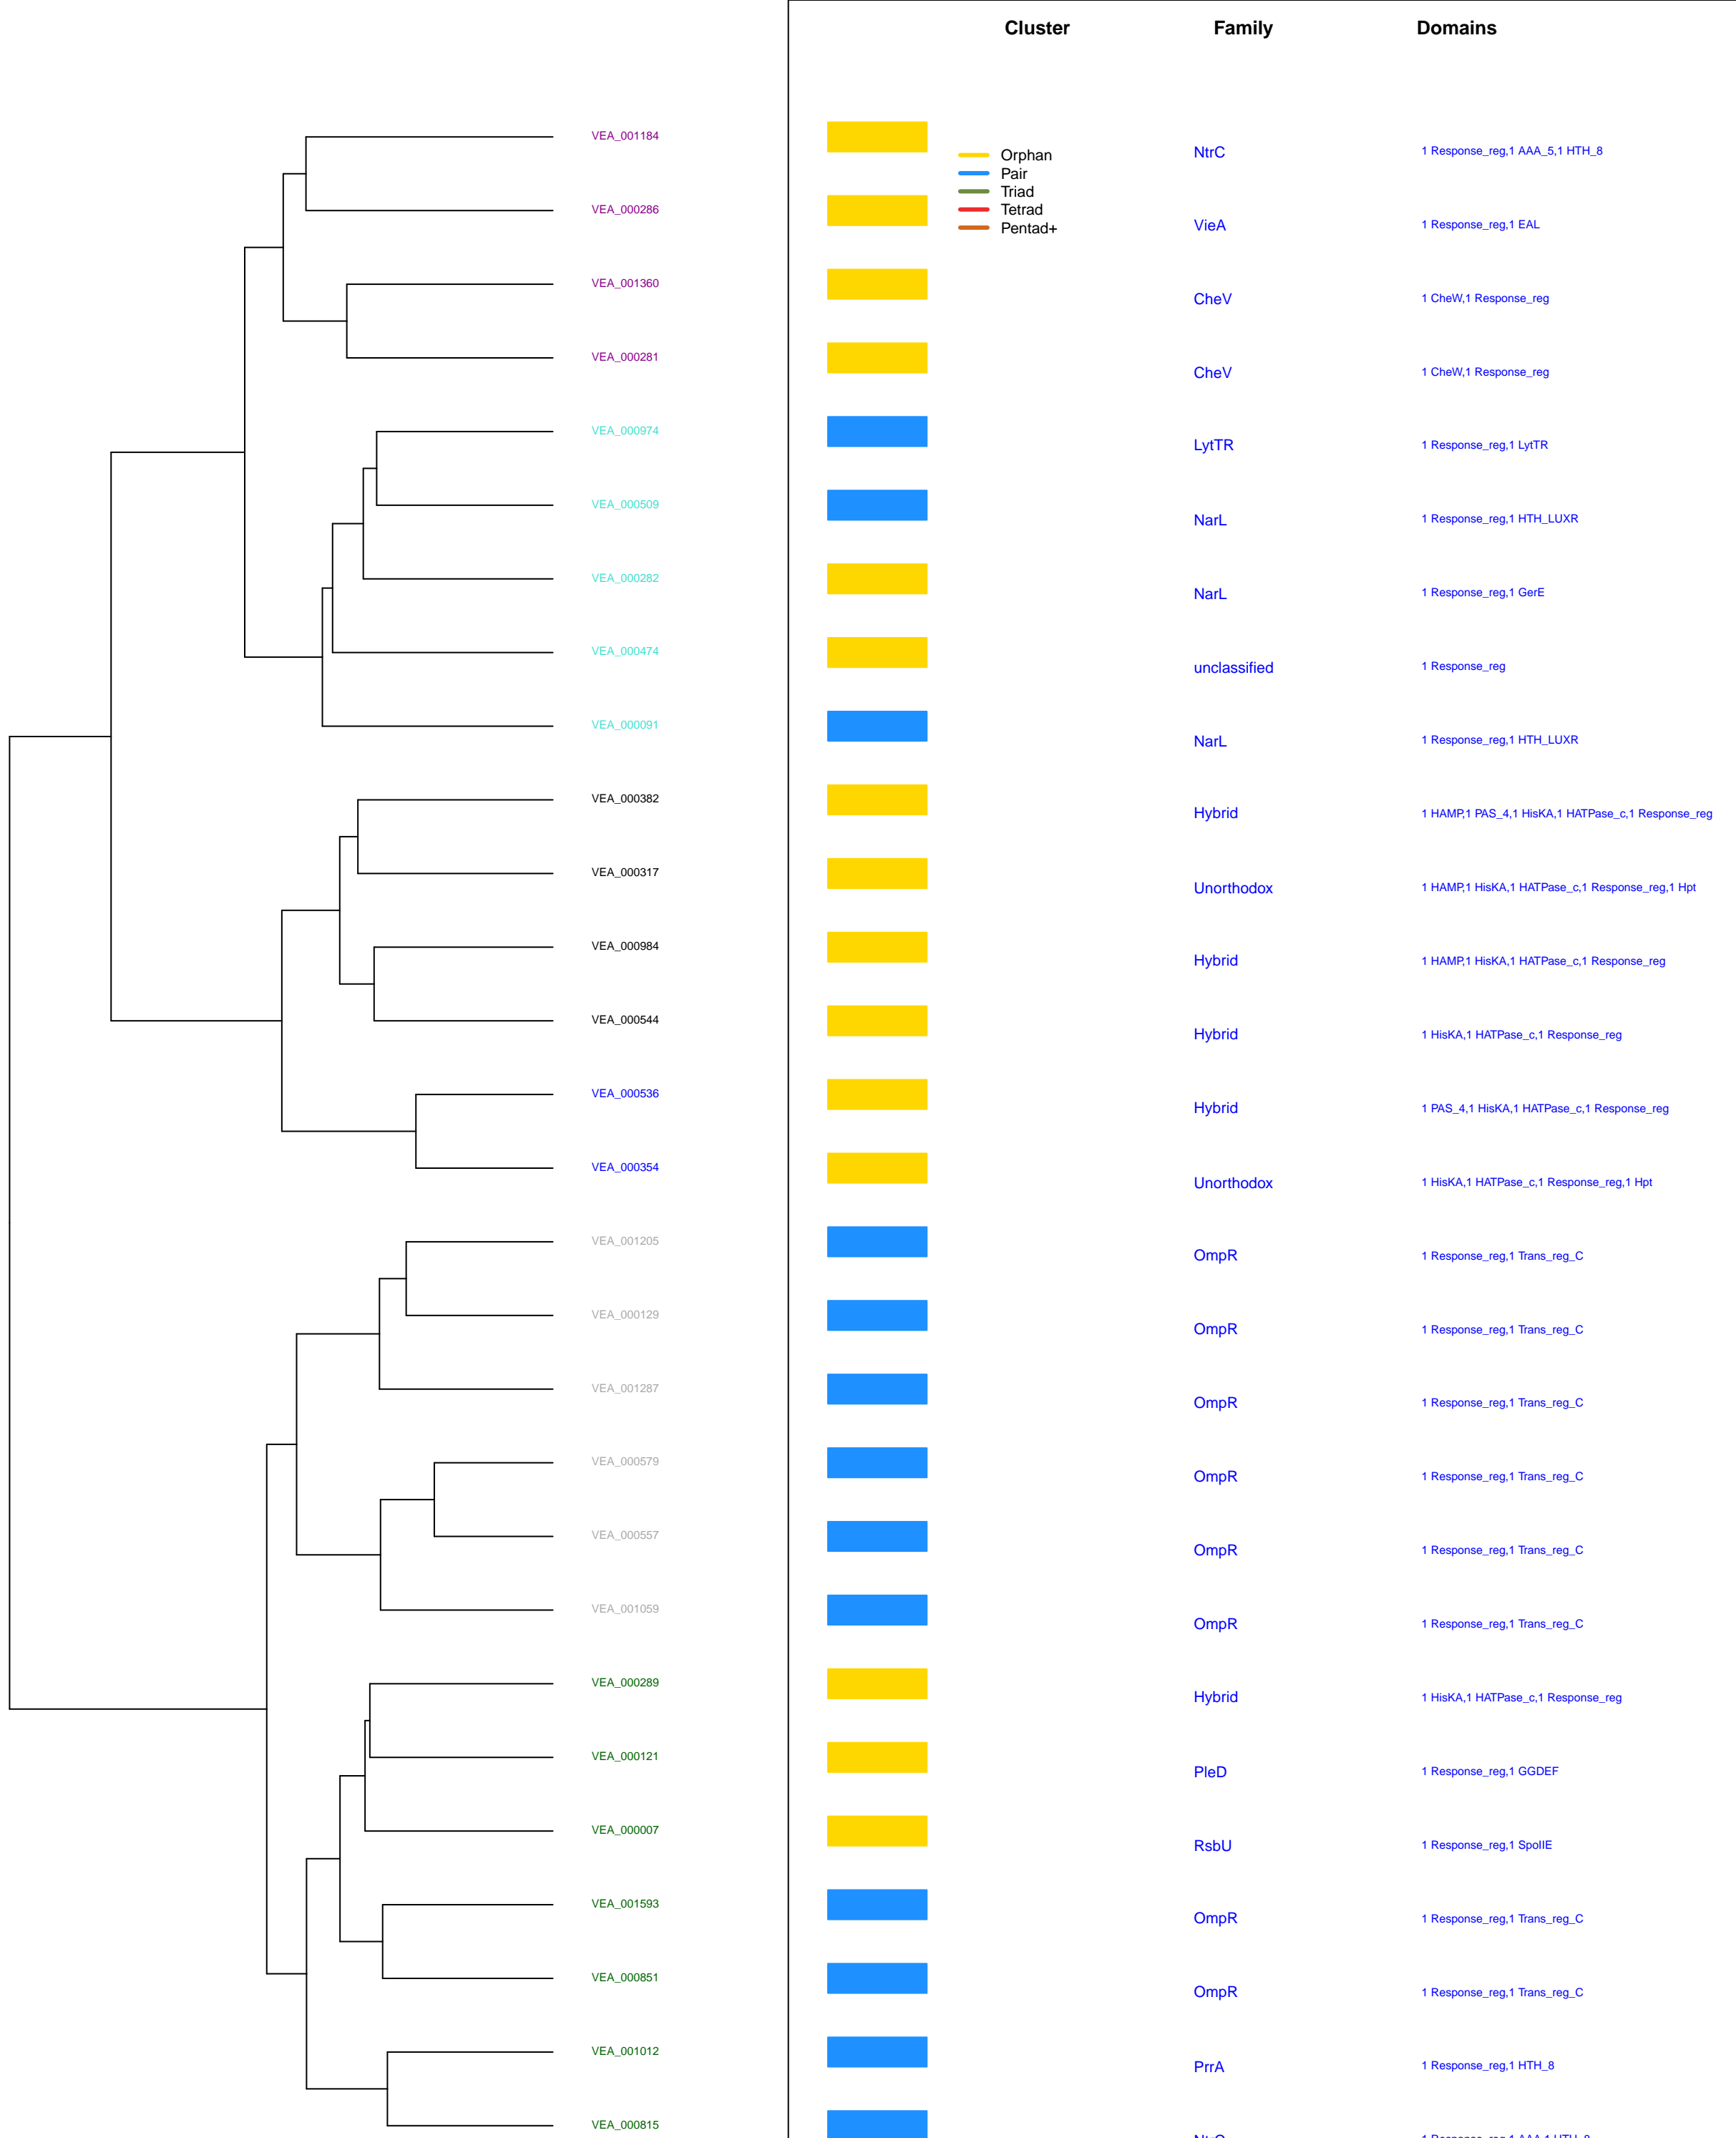 Cluster Family Domains
VEA_001184 NtrC 1 Response_reg,1 AAA_5,1 HTH_8
Orphan
Pair
Triad
Tetrad
Pentad+
VEA_000286 VieA 1 Response_reg,1 EAL
VEA_001360 CheV 1 CheW,1 Response_reg
VEA_000281 CheV 1 CheW,1 Response_reg
VEA_000974 LytTR 1 Response_reg,1 LytTR
VEA_000509 NarL 1 Response_reg,1 HTH_LUXR
VEA_000282 NarL 1 Response_reg,1 GerE
VEA_000474 unclassified 1 Response_reg
VEA_000091 NarL 1 Response_reg,1 HTH_LUXR
VEA_000382 Hybrid 1 HAMP,1 PAS_4,1 HisKA,1 HATPase_c,1 Response_reg
VEA_000317 Unorthodox 1 HAMP,1 HisKA,1 HATPase_c,1 Response_reg,1 Hpt
VEA_000984 Hybrid 1 HAMP,1 HisKA,1 HATPase_c,1 Response_reg
VEA_000544 Hybrid 1 HisKA,1 HATPase_c,1 Response_reg
VEA_000536 Hybrid 1 PAS_4,1 HisKA,1 HATPase_c,1 Response_reg
VEA_000354 Unorthodox 1 HisKA,1 HATPase_c,1 Response_reg,1 Hpt
VEA_001205 OmpR 1 Response_reg,1 Trans_reg_C
VEA_000129 OmpR 1 Response_reg,1 Trans_reg_C
VEA_001287 OmpR 1 Response_reg,1 Trans_reg_C
VEA_000579 OmpR 1 Response_reg,1 Trans_reg_C
VEA_000557 OmpR 1 Response_reg,1 Trans_reg_C
VEA_001059 OmpR 1 Response_reg,1 Trans_reg_C
VEA_000289 Hybrid 1 HisKA,1 HATPase_c,1 Response_reg
VEA_000121 PleD 1 Response_reg,1 GGDEF
VEA_000007 RsbU 1 Response_reg,1 SpoIIE
VEA_001593 OmpR 1 Response_reg,1 Trans_reg_C
VEA_000851 OmpR 1 Response_reg,1 Trans_reg_C
VEA_001012 PrrA 1 Response_reg,1 HTH_8
VEA_000815